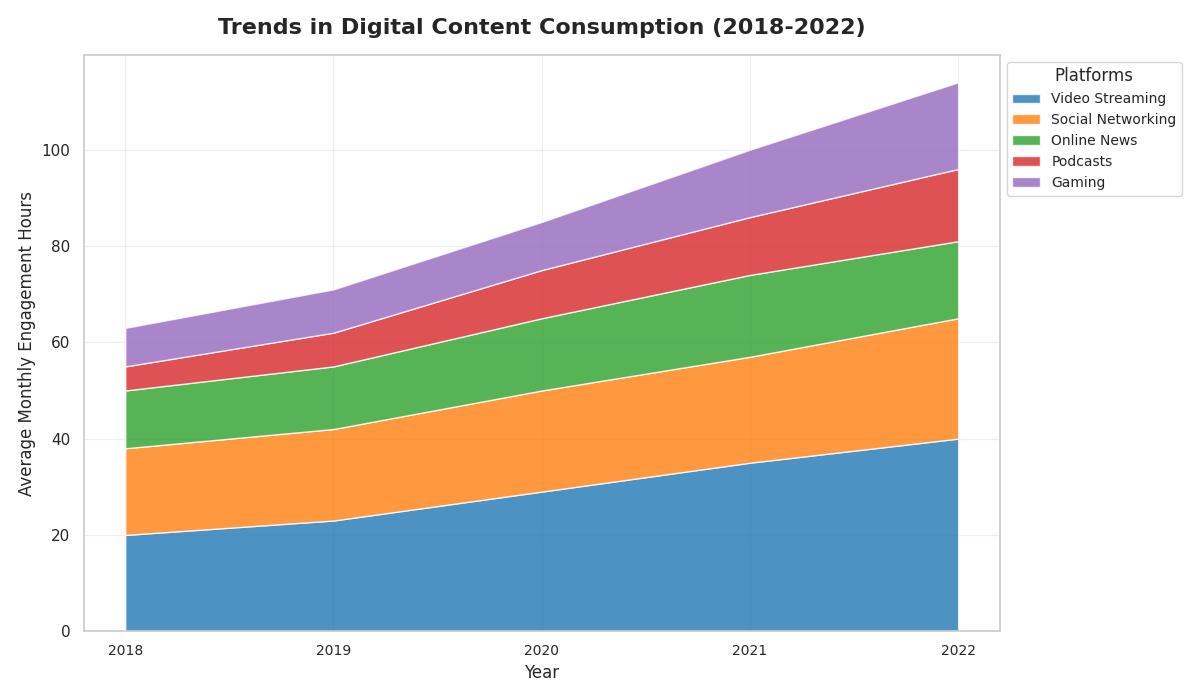 Trends in Digital Content Consumption (2018-2022)
Platforms
Video Streaming
Social Networking
Online News
Podcasts
Gaming
Average Monthly Engagement Hours
100
80
60
40
20
0
2018 2019 2020 2021 2022
Year